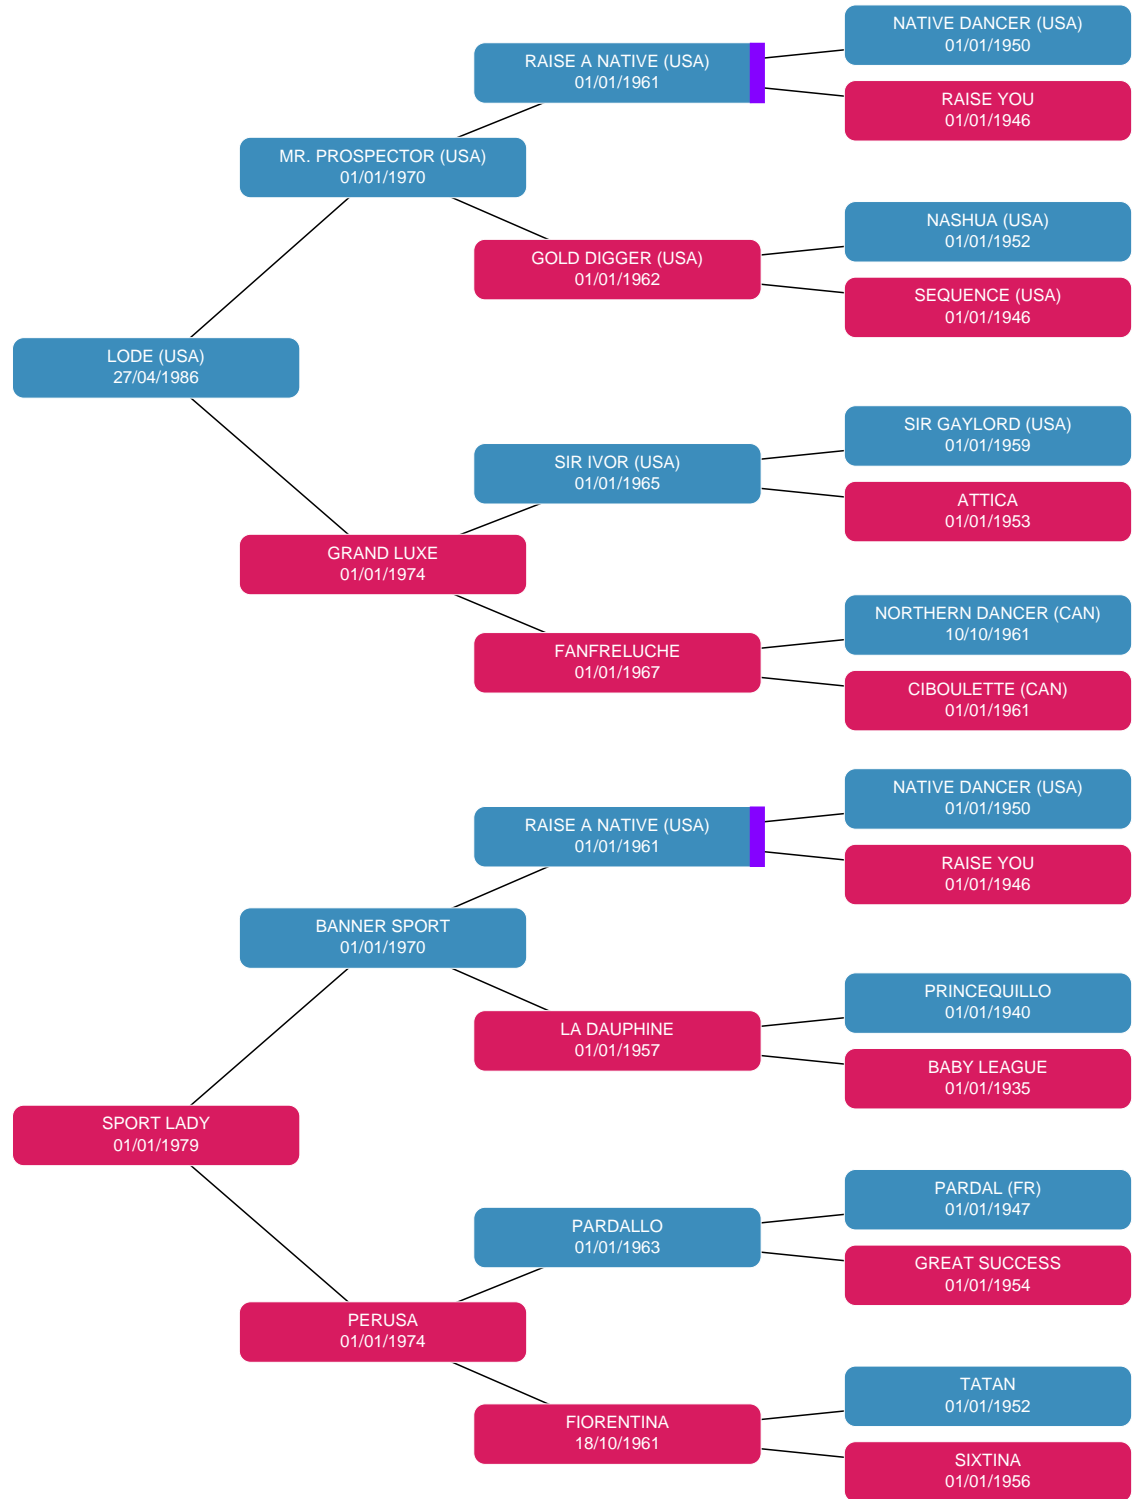 NATIVE DANCER (USA)
01/01/1950
RAISE A NATIVE (USA)
01/01/1961
RAISE YOU
01/01/1946
MR. PROSPECTOR (USA)
01/01/1970
NASHUA (USA)
01/01/1952
GOLD DIGGER (USA)
01/01/1962
SEQUENCE (USA)
01/01/1946
LODE (USA)
27/04/1986
SIR GAYLORD (USA)
01/01/1959
SIR IVOR (USA)
01/01/1965
ATTICA
01/01/1953
GRAND LUXE
01/01/1974
NORTHERN DANCER (CAN)
10/10/1961
FANFRELUCHE
01/01/1967
CIBOULETTE (CAN)
01/01/1961
NATIVE DANCER (USA)
01/01/1950
RAISE A NATIVE (USA)
01/01/1961
RAISE YOU
01/01/1946
BANNER SPORT
01/01/1970
PRINCEQUILLO
01/01/1940
LA DAUPHINE
01/01/1957
BABY LEAGUE
01/01/1935
SPORT LADY
01/01/1979
PARDAL (FR)
01/01/1947
PARDALLO
01/01/1963
GREAT SUCCESS
01/01/1954
PERUSA
01/01/1974
TATAN
01/01/1952
FIORENTINA
18/10/1961
SIXTINA
01/01/1956